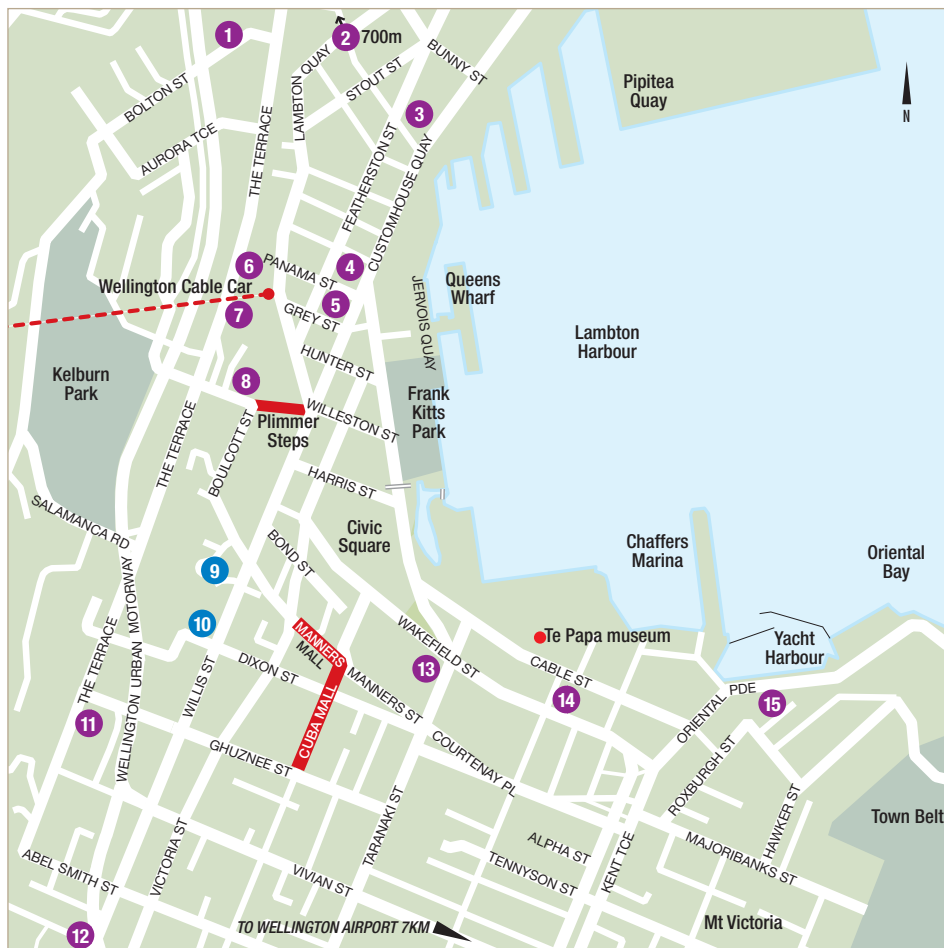 1
2
700m
BUNNY ST
LAMBTON QUAY
STOUT ST
BOLTON ST
Pipitea
Quay
N
3
AURORA TCE
THE TERRACE
FEATHERSTON ST
CUSTOMHOUSE QUAY
6
PANAMA ST
4
Wellington Cable Car
5
7
GREY ST
JERVOIS QUAY
Queens
Wharf
Lambton
Harbour
HUNTER ST
Kelburn
Park
8
Frank
Kitts
Park
Plimmer
Steps
WILLESTON ST
THE TERRACE
BOULCOTT ST
HARRIS ST
SALAMANCA RD
Civic
Square
Chaffers
Marina
Oriental
Bay
BOND ST
9
10
MANNERS
MALL
WAKEFIELD ST
Te Papa museum
Yacht
Harbour
THE TERRACE
WELLINGTON URBAN MOTORWAY
WILLIS ST
DIXON ST
CUBA MALL
MANNERS ST
13
CABLE ST
14
ORIENTAL PDE
15
11
GHUZNEE ST
COURTENAY PL
ROXBURGH ST
HAWKER ST
Town Belt
VICTORIA ST
TARANAKI ST
ALPHA ST
KENT TCE
MAJORIBANKS ST
ABEL SMITH ST
VIVIAN ST
TENNYSON ST
Mt Victoria
12
TO WELLINGTON AIRPORT 7KM